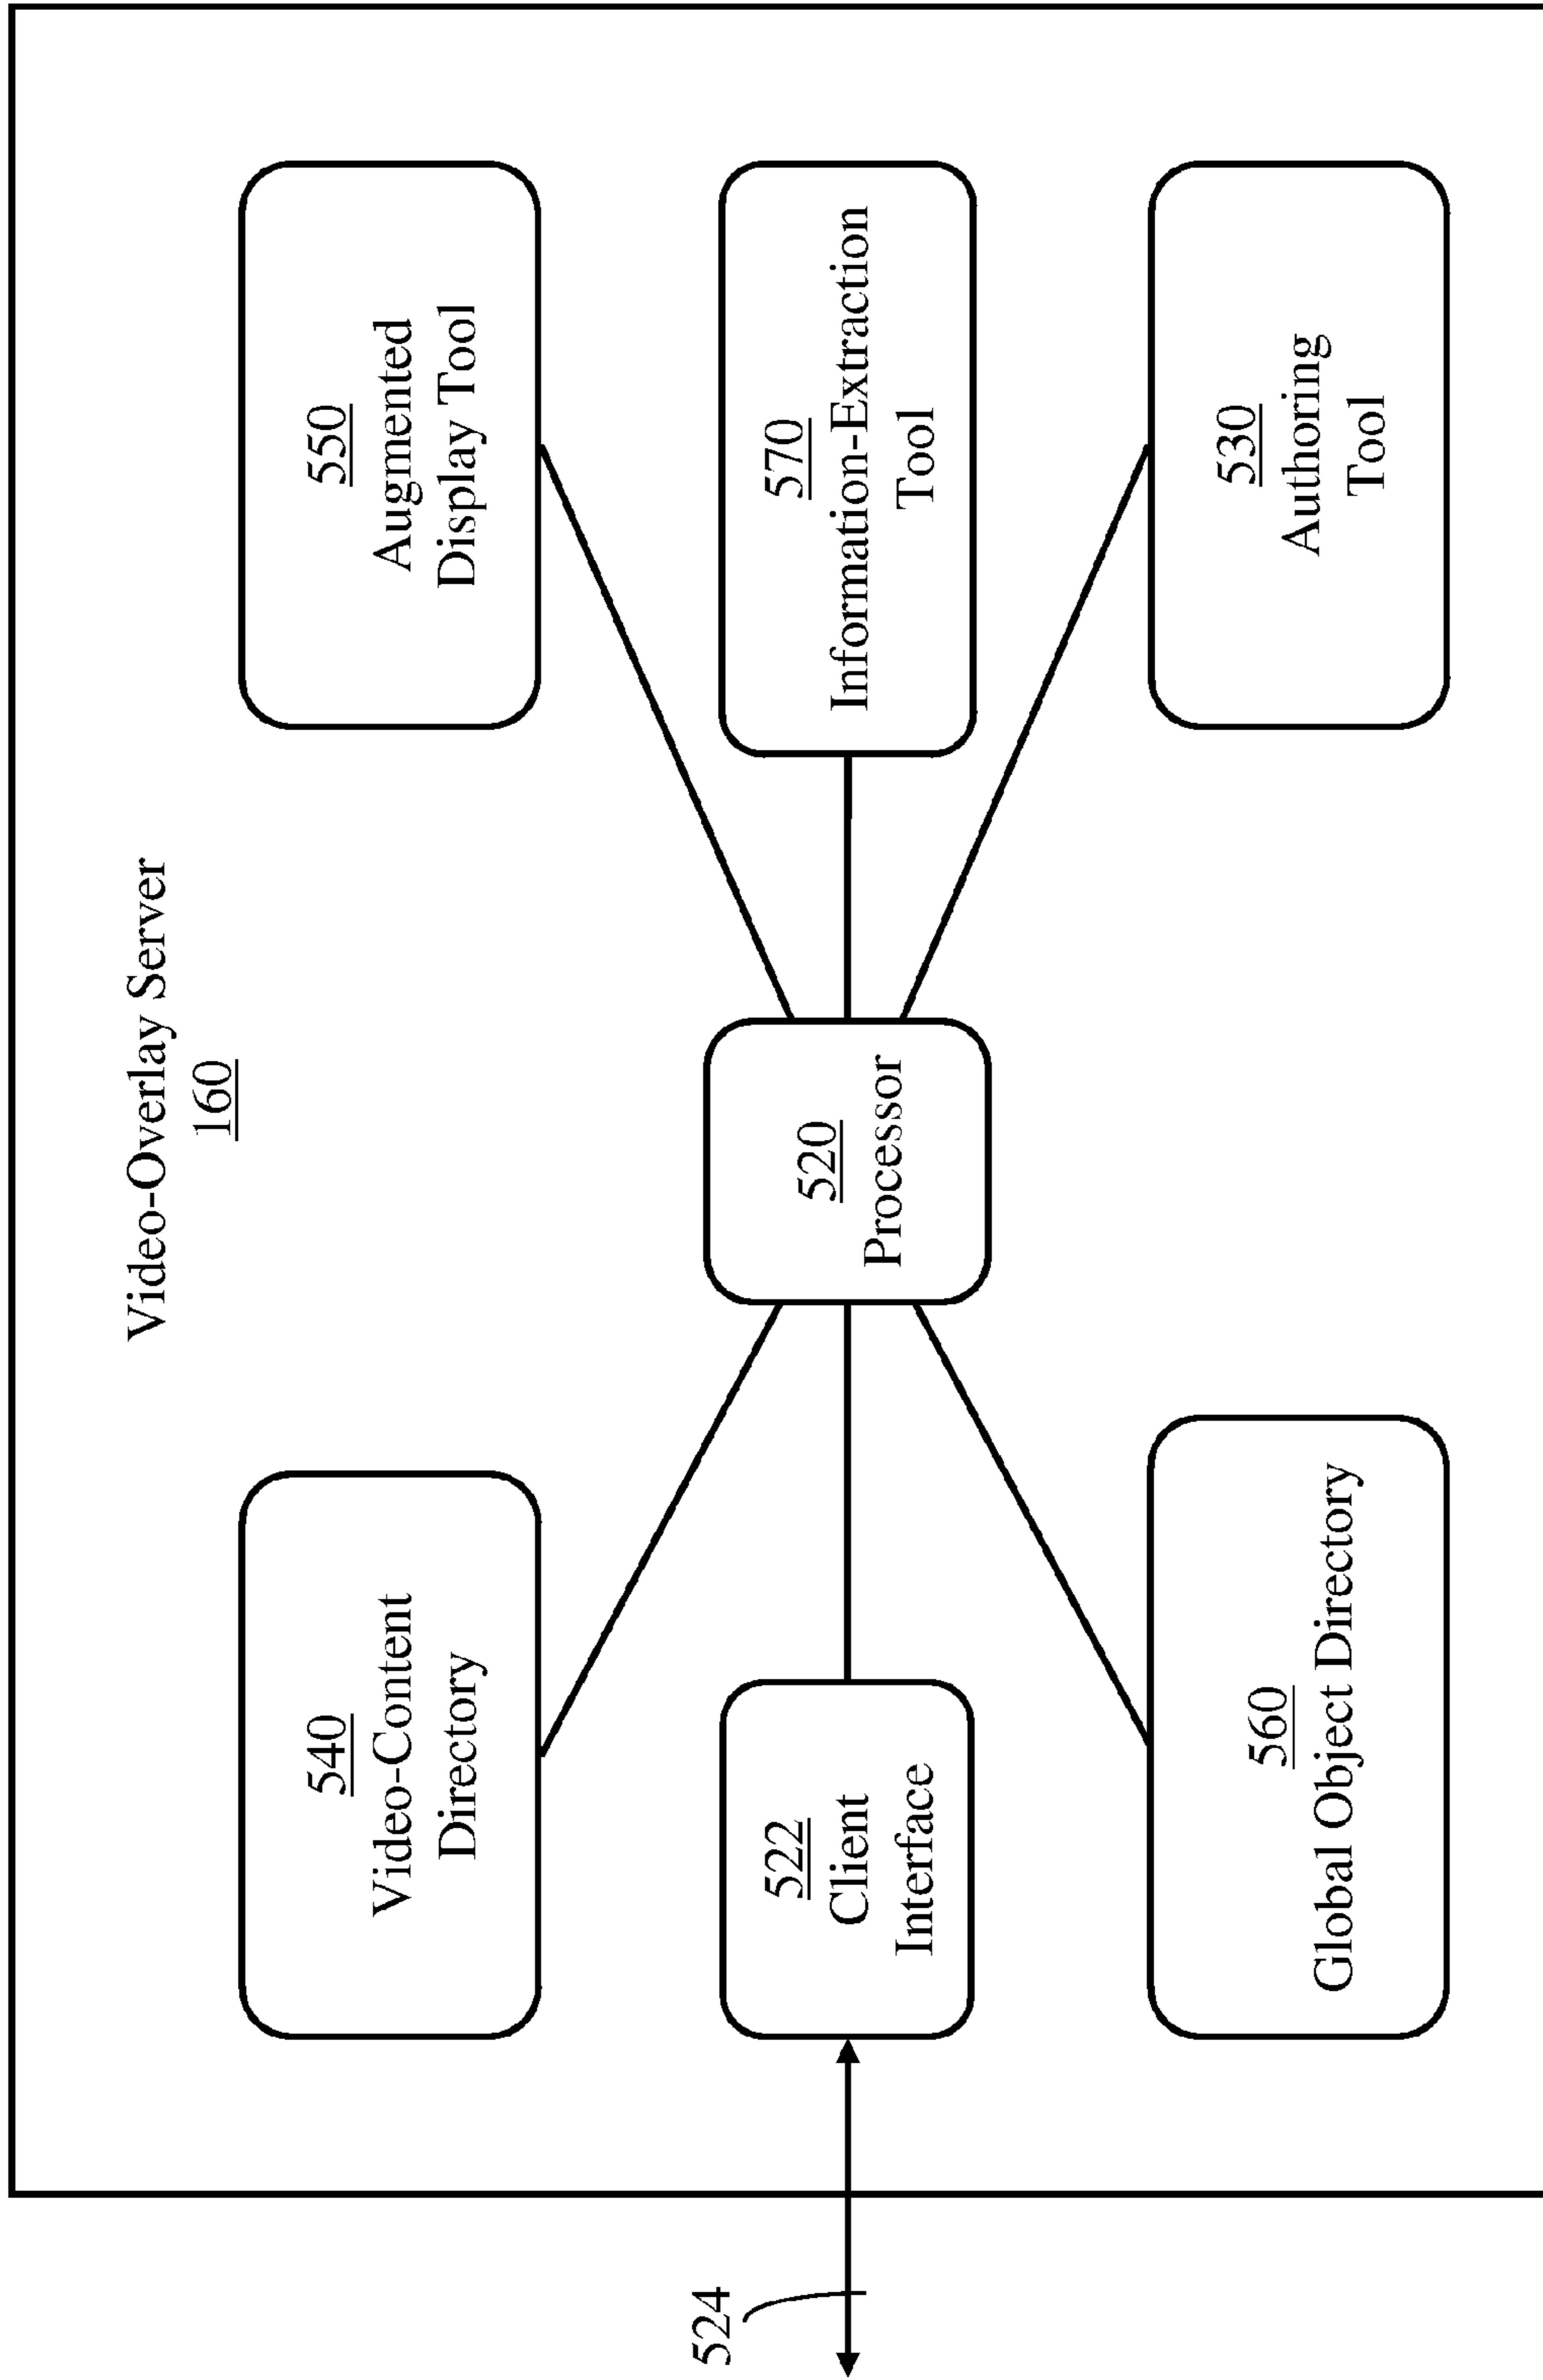 Video-Overlay Server
160
540
Video-Content
Directory
550
Augmented
Display Tool
524
522
Client
Interface
520
Processor
570
Information-Extraction
Tool
560
Global Object Directory
530
Authoring
Tool